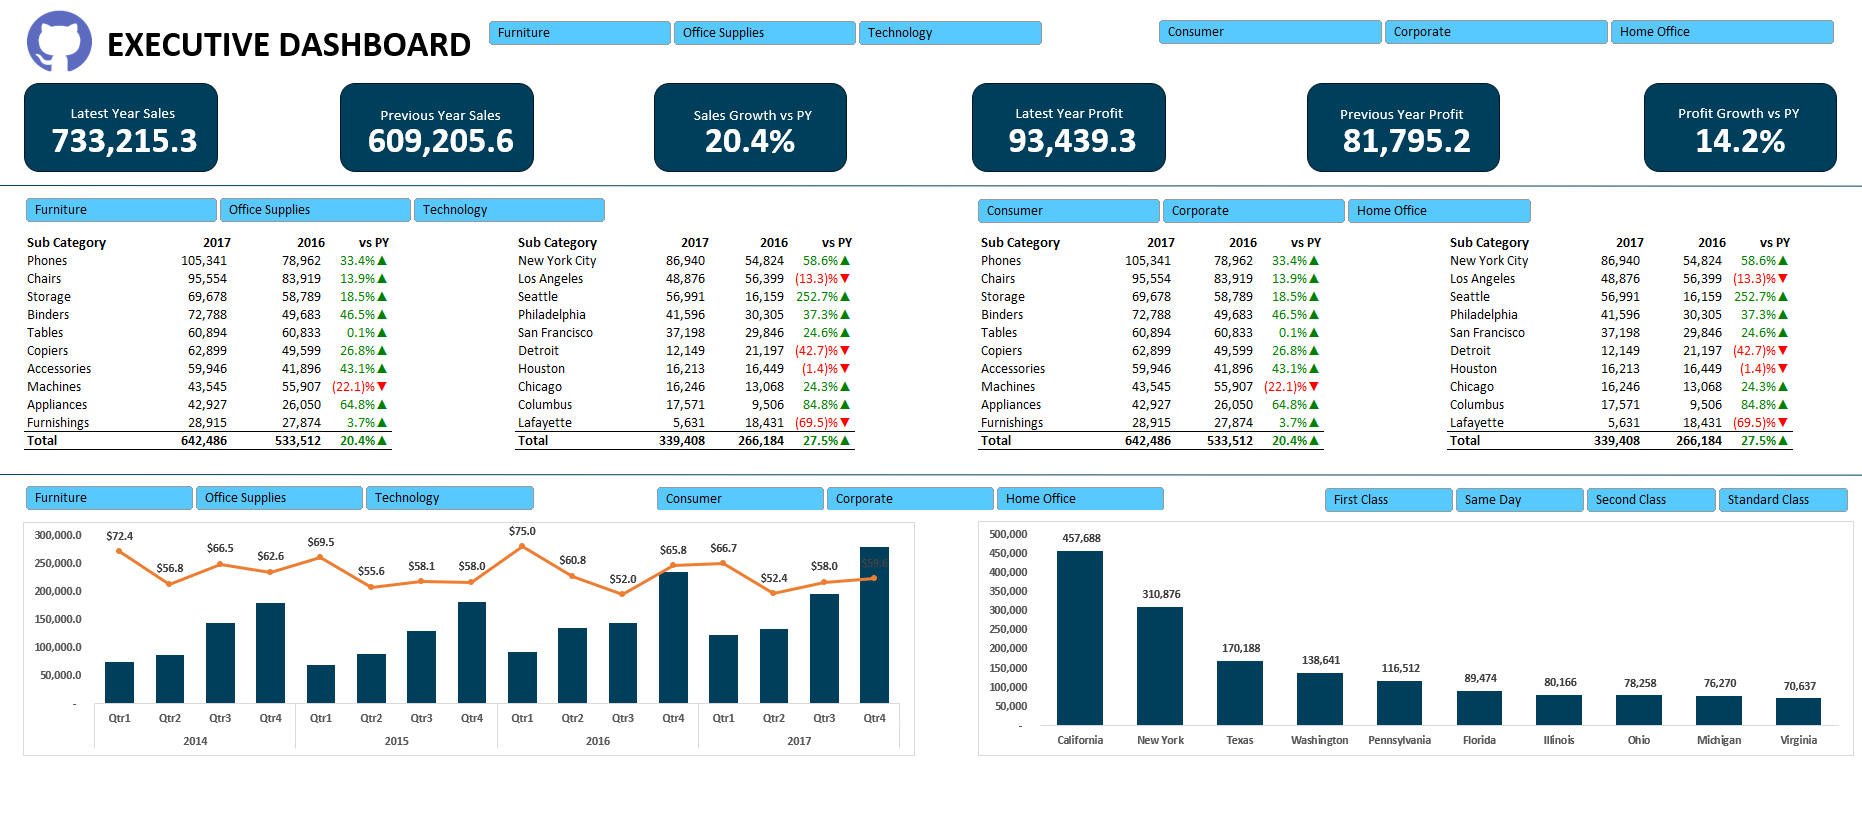 EXECUTIVE DASHBOARD
Furniture Office Supplies Technology
Consumer Corporate Home Office
Latest Year Sales
733,215.3
Previous Year Sales
609,205.6
Sales Growth vs PY
20.4%
Latest Year Profit
93,439.3
Previous Year Profit
81,795.2
Profit Growth vs PY
14.2%
Furniture Office Supplies Technology
Sub Category 2017 2016 vs PY
Phones 105,341 78,962 33.4%▲
Chairs 95,554 83,919 13.9%▲
Storage 69,678 58,789 18.5%▲
Binders 72,788 49,683 46.5%▲
Tables 60,894 60,833 0.1%▲
Copiers 62,899 49,599 26.8%▲
Accessories 59,946 41,896 43.1%▲
Machines 43,545 55,907 (22.1)%▼
Appliances 42,927 26,050 64.8%▲
Furnishings 28,915 27,874 3.7%▲
Total 642,486 533,512 20.4%▲
Sub Category 2017 2016 vs PY
New York City 86,940 54,824 58.6%▲
Los Angeles 48,876 56,399 (13.3)%▼
Seattle 56,991 16,159 252.7%▲
Philadelphia 41,596 30,305 37.3%▲
San Francisco 37,198 29,846 24.6%▲
Detroit 12,149 21,197 (42.7)%▼
Houston 16,213 16,449 (1.4)%▼
Chicago 16,246 13,068 24.3%▲
Columbus 17,571 9,506 84.8%▲
Lafayette 5,631 18,431 (69.5)%▼
Total 339,408 266,184 27.5%▲
Consumer Corporate Home Office
Sub Category 2017 2016 vs PY
Phones 105,341 78,962 33.4%▲
Chairs 95,554 83,919 13.9%▲
Storage 69,678 58,789 18.5%▲
Binders 72,788 49,683 46.5%▲
Tables 60,894 60,833 0.1%▲
Copiers 62,899 49,599 26.8%▲
Accessories 59,946 41,896 43.1%▲
Machines 43,545 55,907 (22.1)%▼
Appliances 42,927 26,050 64.8%▲
Furnishings 28,915 27,874 3.7%▲
Total 642,486 533,512 20.4%▲
Sub Category 2017 2016 vs PY
New York City 86,940 54,824 58.6%▲
Los Angeles 48,876 56,399 (13.3)%▼
Seattle 56,991 16,159 252.7%▲
Philadelphia 41,596 30,305 37.3%▲
San Francisco 37,198 29,846 24.6%▲
Detroit 12,149 21,197 (42.7)%▼
Houston 16,213 16,449 (1.4)%▼
Chicago 16,246 13,068 24.3%▲
Columbus 17,571 9,506 84.8%▲
Lafayette 5,631 18,431 (69.5)%▼
Total 339,408 266,184 27.5%▲
Furniture Office Supplies Technology
Consumer Corporate Home Office
First Class Same Day Second Class Standard Class
300,000.0
250,000.0
200,000.0
150,000.0
100,000.0
50,000.0
-
$72.4 $56.8 $66.5 $62.6 $69.5 $55.6 $58.1 $58.0 $75.0 $60.8 $52.0 $65.8 $66.7 $52.4 $58.0
Qtr1 Qtr2 Qtr3 Qtr4 Qtr1 Qtr2 Qtr3 Qtr4 Qtr1 Qtr2 Qtr3 Qtr4 Qtr1 Qtr2 Qtr3 Qtr4
2014 2015 2016 2017
500,000
450,000
400,000
350,000
300,000
250,000
200,000
150,000
100,000
50,000
-
457,688 310,876 170,188 138,641 116,512 89,474 80,166 78,258 76,270 70,637
California New York Texas Washington Pennsylvania Florida Illinois Ohio Michigan Virginia